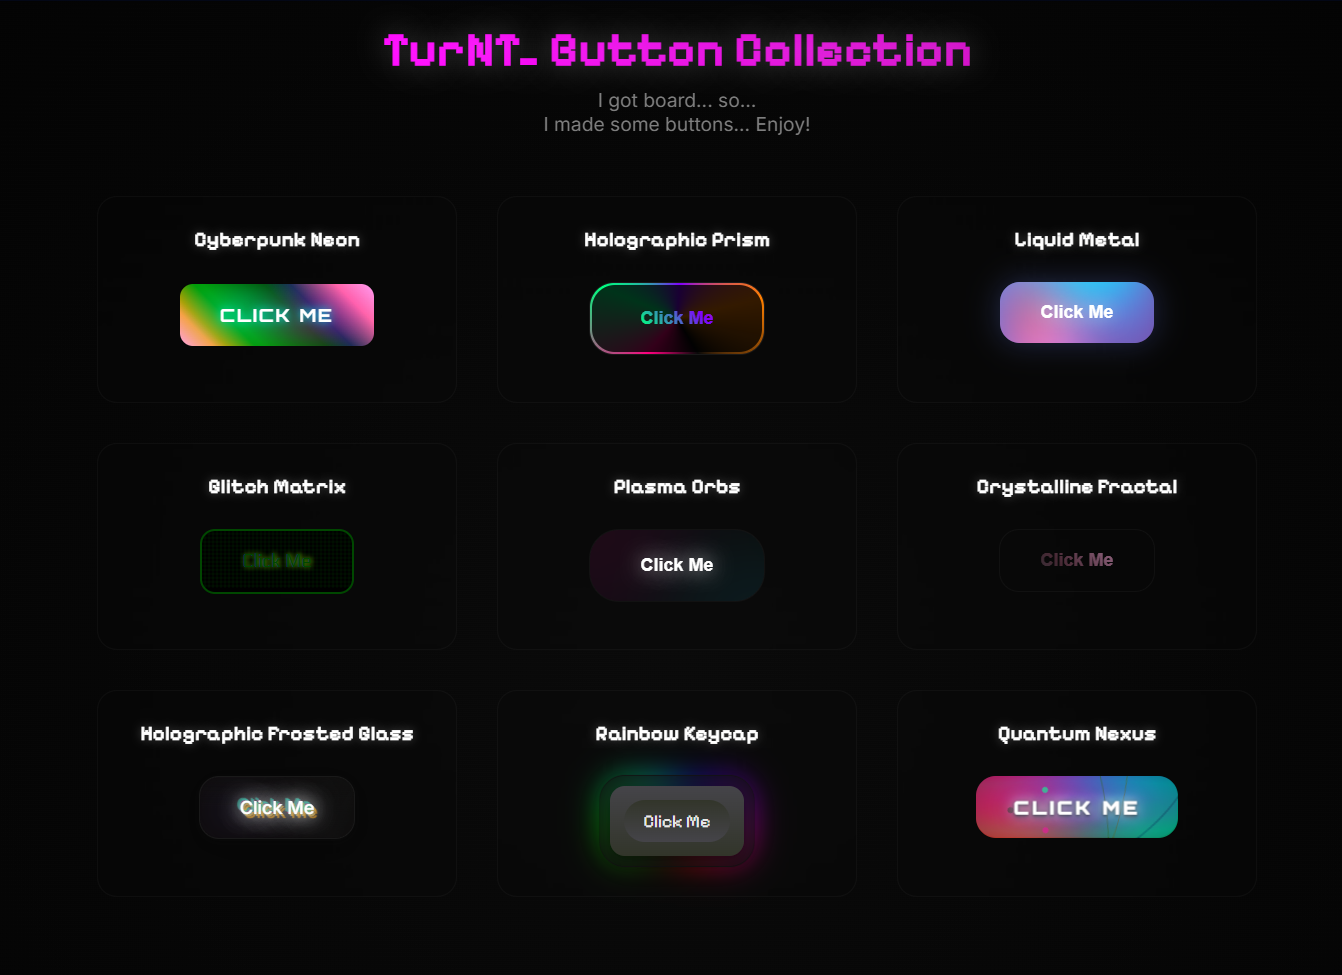 TurNT_ Button Collection
I got board... so...
I made some buttons... Enjoy!
Cyberpunk Neon
Holographic Prism
Liquid Metal
CLICK ME
Click Me
Click Me
Glitch Matrix
Plasma Orbs
Crystalline Fractal
Click Me
Click Me
Click Me
Holographic Frosted Glass
Rainbow Keycap
Quantum Nexus
Click Me
Click Me
CLICK ME